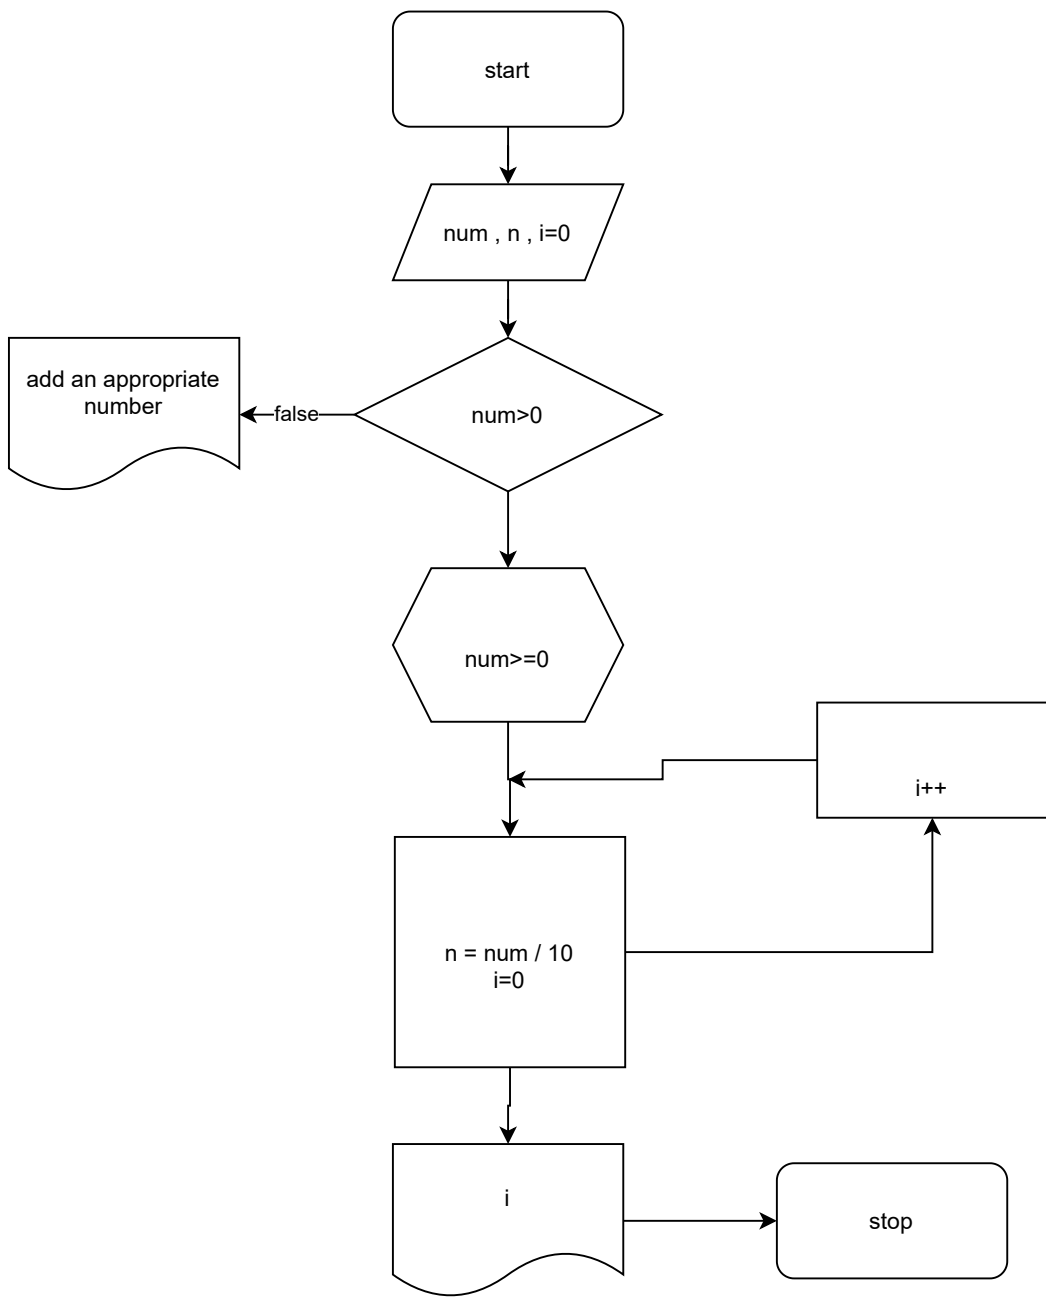 start
num , n , i=0
add an appropriate
number
false
num>0
num>=0
i++
n = num / 10
i=0
i
stop